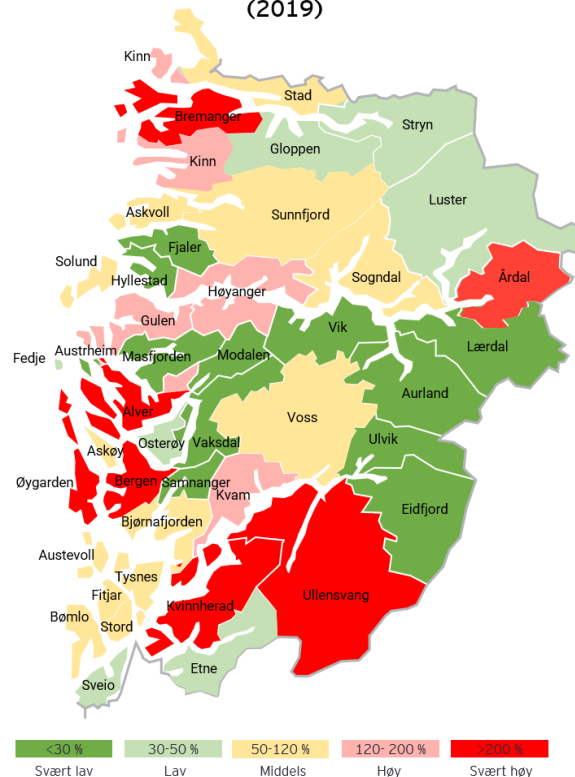 (2019)
Kinn
Stad
Bremanger
Stryn
Gloppen
Kinn
Luster
Askvoll
Sunnfjord
Fjaler
Solund
Sogndal
Årdal
Hyllestad
Høyanger
Gulen
Vik
Lærdal
Fedje
Austrheim
Masfjorden
Modalen
Aurland
Alver
Voss
Osterøy
Vaksdal
Ulvik
Askøy
Øygarden
Bergen
Samnanger
Kvam
Eidfjord
Bjørnafjorden
Austevoll
Tysnes
Fitjar
Ullensvang
Kvinnherad
Bømlo
Stord
Etne
Sveio
<30 % 30-50 % 50-120 % 120- 200 % >200 %
Svært lav Lav Middels Høy Svært høy